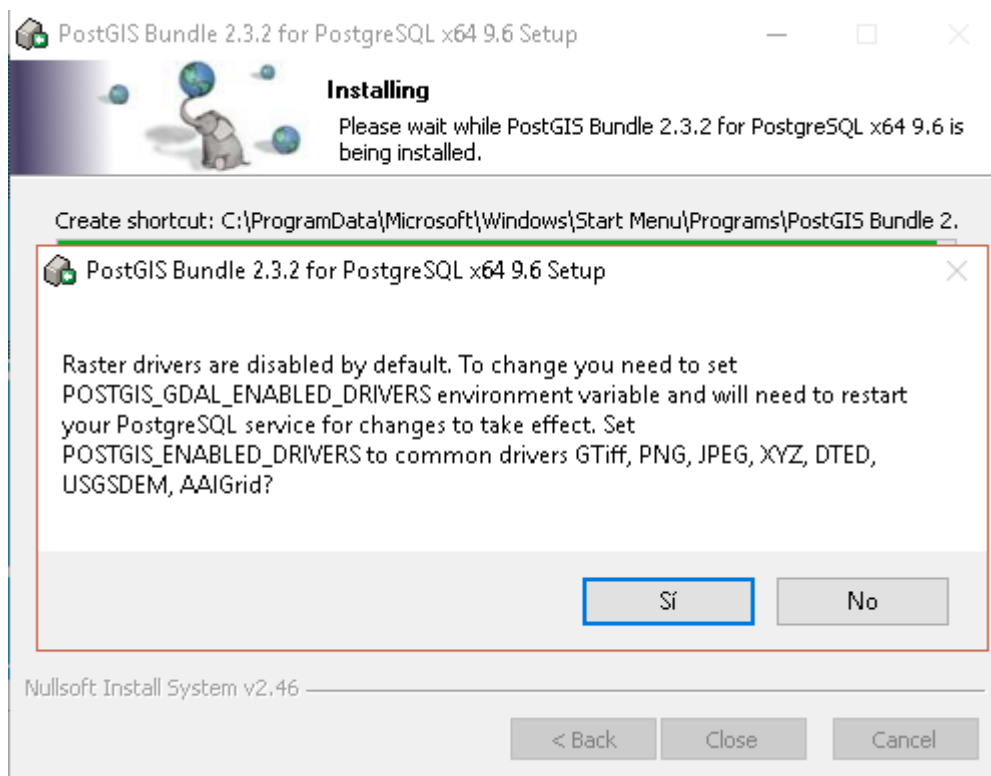 PostGIS Bundle 2.3.2 for PostgreSQL x64 9.6 Setup
Installing
Please wait while PostGIS Bundle 2.3.2 for PostgreSQL x64 9.6 is
being installed.
Create shortcut: C:\ProgramData\Microsoft\Windows\Start Menu\Programs\PostGIS Bundle 2.
PostGIS Bundle 2.3.2 for PostgreSQL x64 9.6 Setup
Raster drivers are disabled by default. To change you need to set
POSTGIS_GDAL_ENABLED_DRIVERS environment variable and will need to restart
your PostgreSQL service for changes to take effect. Set
POSTGIS_ENABLED_DRIVERS to common drivers GTiff, PNG, JPEG, XYZ, DTED,
USGSDEM, AAIGrid?
Sí No
Nullsoft Install System v2.46
< Back Close Cancel